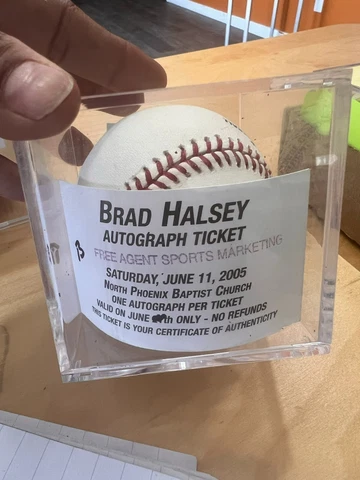 BRAD HALSEY
AUTOGRAPH TICKET
FREE AGENT SPORTS MARKETING
SATURDAY, JUNE 11, 2005
NORTH PHOENIX BAPTIST CHURCH
ONE AUTOGRAPH PER TICKET
VALID ON JUNE ONLY - NO REFUNDS
THIS TICKET IS YOUR CERTIFICATE OF AUTHENTICITY